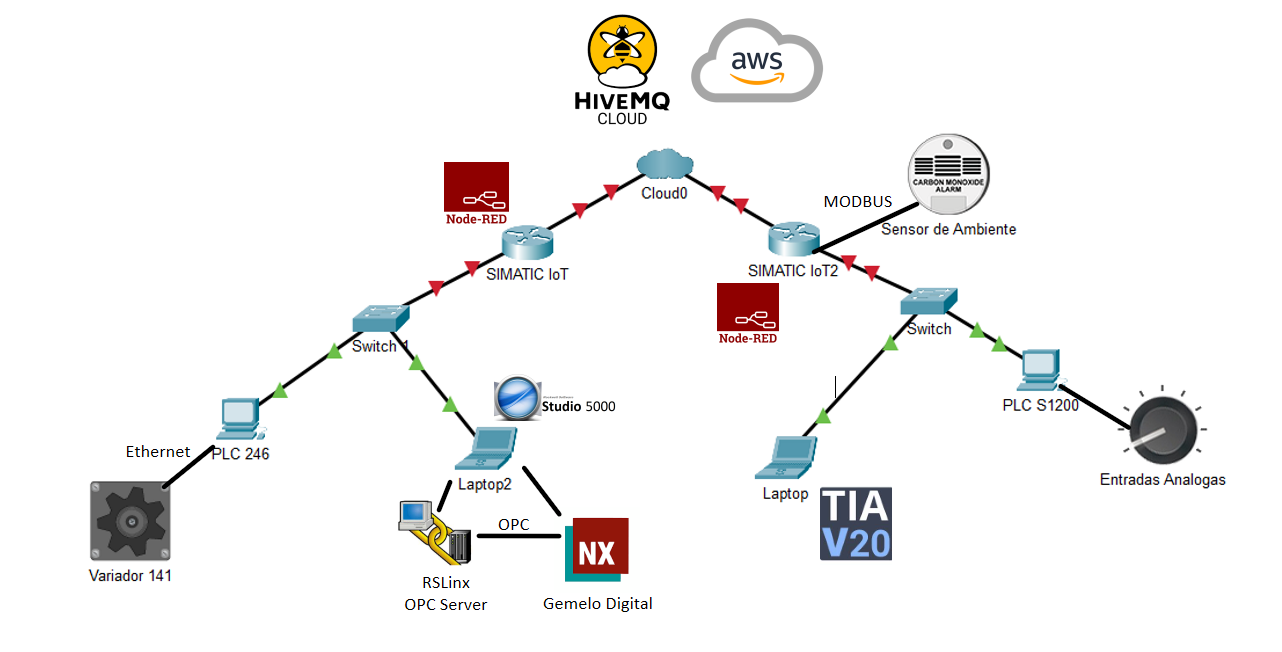 HIVEMQ
CLOUD
aws
Cloud0
Node-RED
SIMATIC IoT
MODBUS
CARBON MONOXIDE
ALARM
Sensor de Ambiente
SIMATIC IoT2
Node-RED
Switch 1
Switch
Studio 5000
PLC 246
Ethernet
Laptop2
PLC S1200
Entradas Analogas
Laptop
TIA
V20
Variador 141
OPC
NX
RSLinx
OPC Server
Gemelo Digital